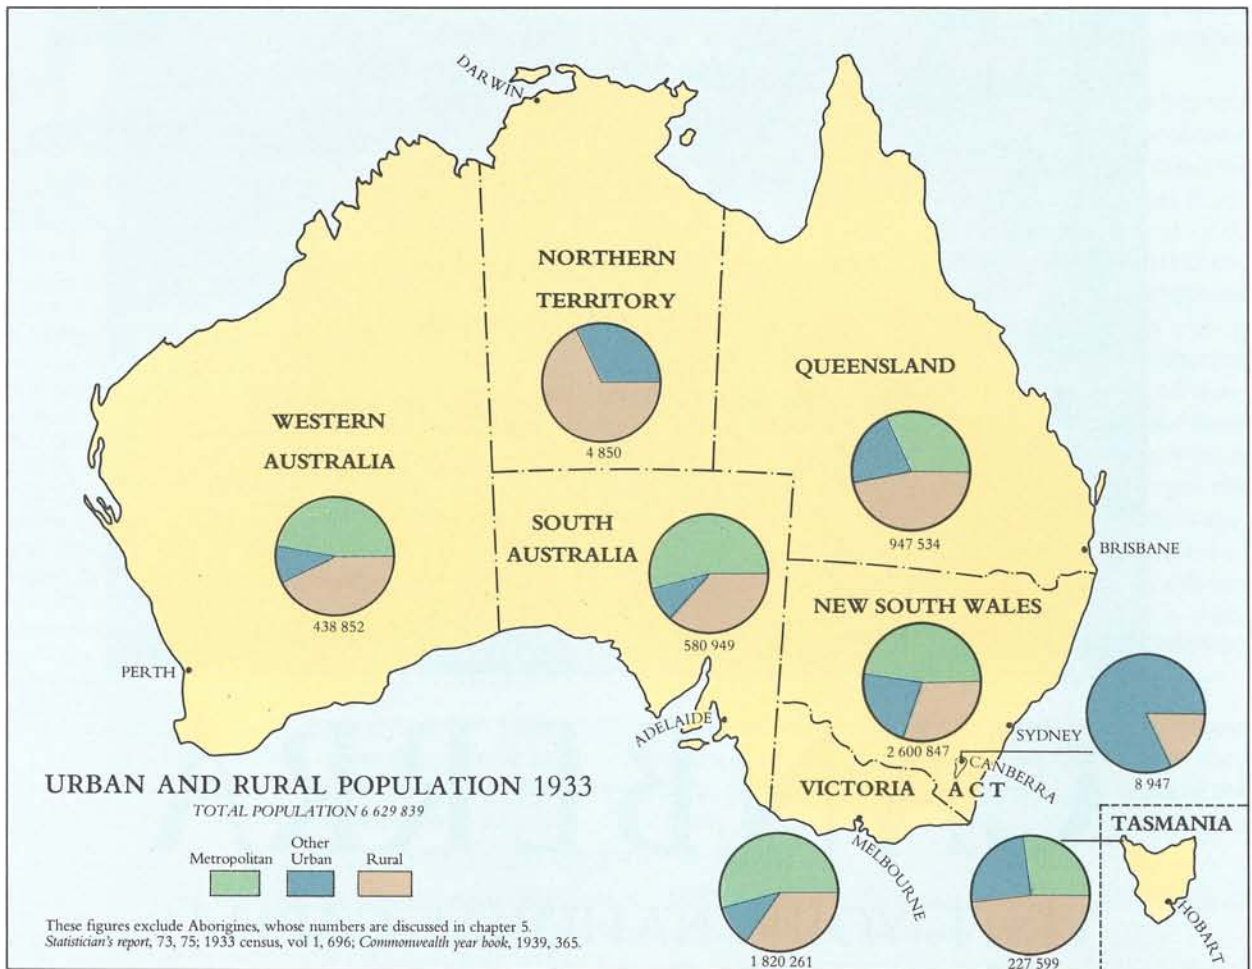 DARWIN
NORTHERN
TERRITORY
4 850
QUEENSLAND
947 534
WESTERN
AUSTRALIA
438 852
SOUTH
AUSTRALIA
580 949
BRISBANE
NEW SOUTH WALES
2 600 847
PERTH
ADELAIDE
SYDNEY
CANBERRA
8 947
VICTORIA
ACT
MELBOURNE
1 820 261
TASMANIA
HOBART
227 599
URBAN AND RURAL POPULATION 1933
TOTAL POPULATION 6 629 839
Metropolitan
Other
Urban
Rural
These figures exclude Aborigines, whose numbers are discussed in chapter 5.
Statistician's report, 73, 75; 1933 census, vol 1, 696; Commonwealth year book, 1939, 365.